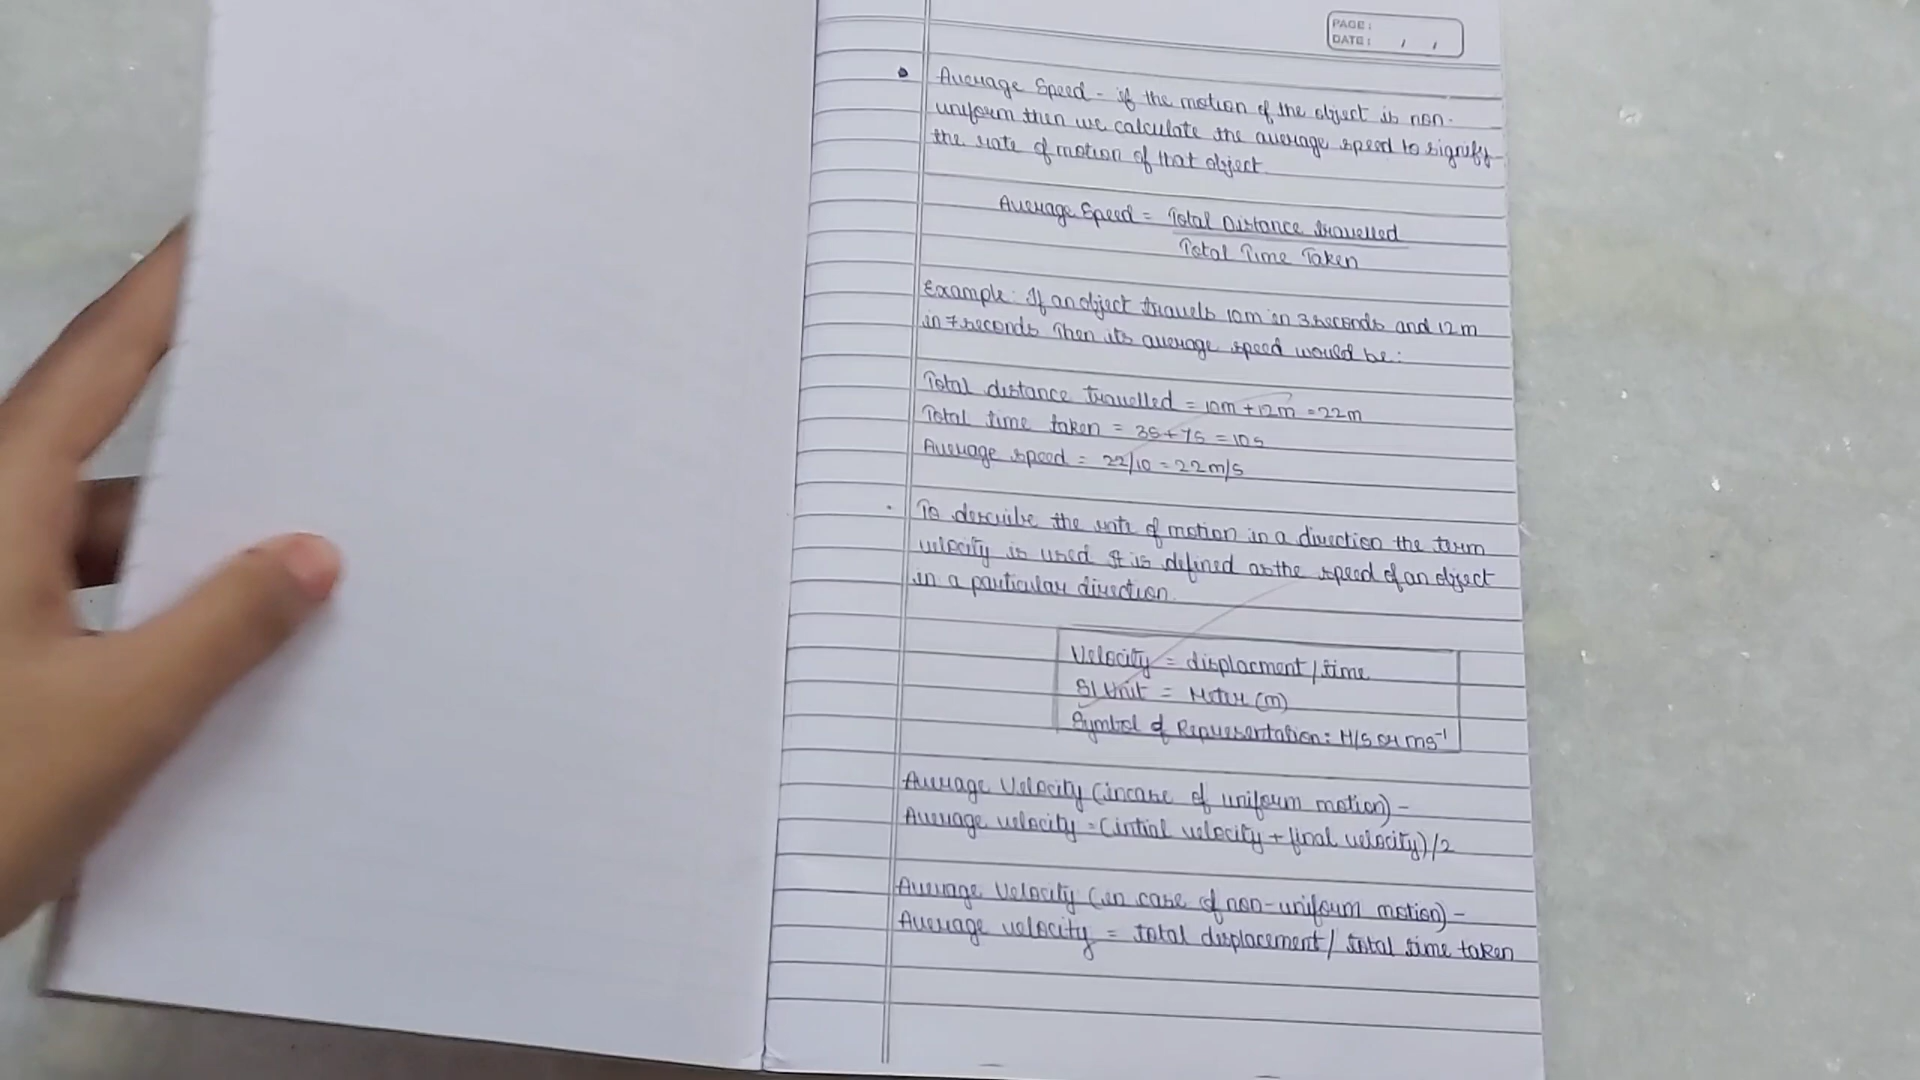 PAGE:
DATE: / /
Average Speed - if the motion of the object is non-
uniform then we calculate the average speed to signify
the rate of motion of that object.
Average Speed = Total Distance travelled
Total Time Taken
Example: If an object travels 10m in 3 seconds and 12m
in 7 seconds Then its average speed would be:
Total distance travelled = 10m + 12m = 22m
Total time taken = 3s + 7s = 10s
Average speed = 22/10 = 22m/s
To describe the rate of motion in a direction the term
velocity is used It is defined as the speed of an object
in a particular direction.
Velocity = displacment/time
SI Unit = Meter (m)
Symbol of Representation: M/s or ms⁻¹
Average Velocity (incase of uniform motion) -
Average velocity = (intial velocity + final velocity)/2
Average Velocity (in case of non-uniform motion) -
Average velocity = total displacement / total time taken